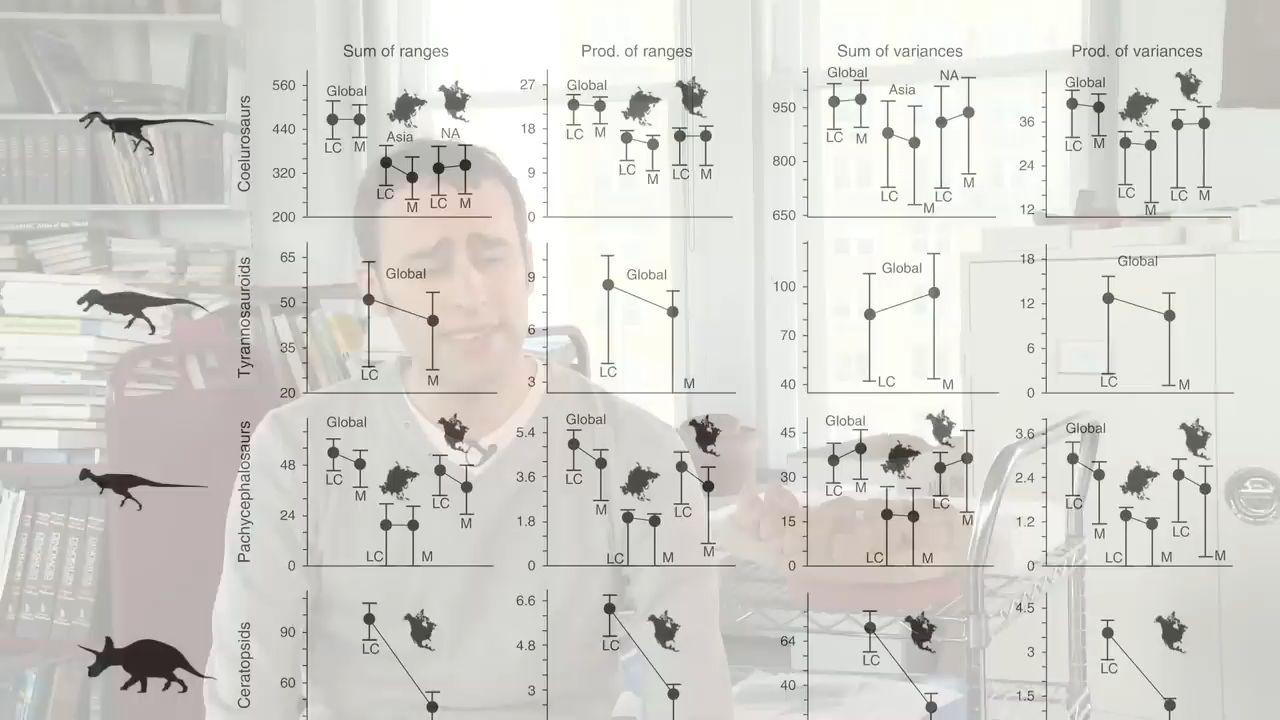 Sum of ranges
Prod. of ranges
Sum of variances
Prod. of variances
Coelurosaurs
560
440
320
200
Global
LC
M
Asia
LC
M
NA
LC
M
27
18
9
0
Global
LC
M
LC
M
LC
M
950
800
650
Global
LC
M
Asia
LC
M
NA
LC
M
36
24
12
Global
LC
M
LC
M
LC
M
Tyrannosauroids
65
50
35
20
Global
LC
M
9
6
3
Global
LC
M
100
70
40
Global
LC
M
18
12
6
0
Global
LC
M
Pachycephalosaurs
48
24
0
Global
LC
M
LC
M
LC
M
5.4
3.6
1.8
0
Global
LC
M
LC
M
LC
M
45
30
15
0
Global
LC
M
LC
M
LC
M
3.6
2.4
1.2
0
Global
LC
M
LC
M
LC
M
Ceratopsids
90
60
LC
6.6
4.8
3
LC
64
40
LC
4.5
3
1.5
LC